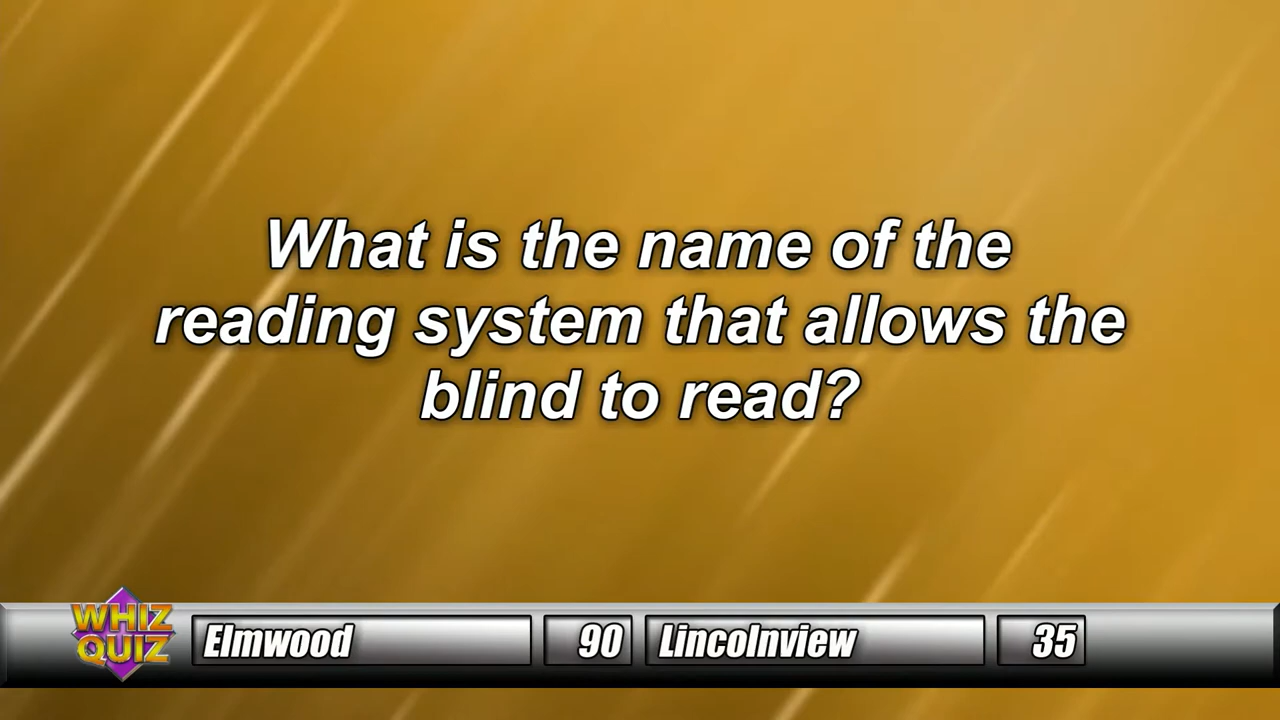 What is the name of the
reading system that allows the
blind to read?
WHIZ
QUIZ
Elmwood 90 Lincolnview 35